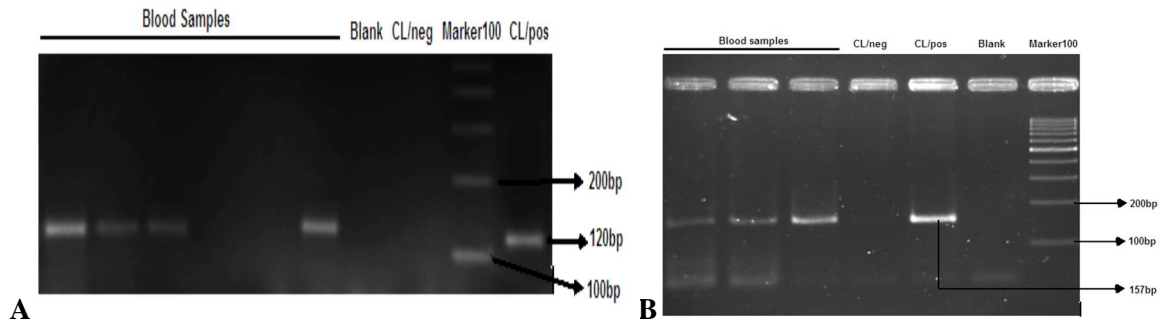 Blood Samples
Blank CL/neg Marker100 CL/pos
200bp
120bp
100bp
A
Blood samples
CL/neg
CL/pos
Blank
Marker100
200bp
100bp
157bp
B